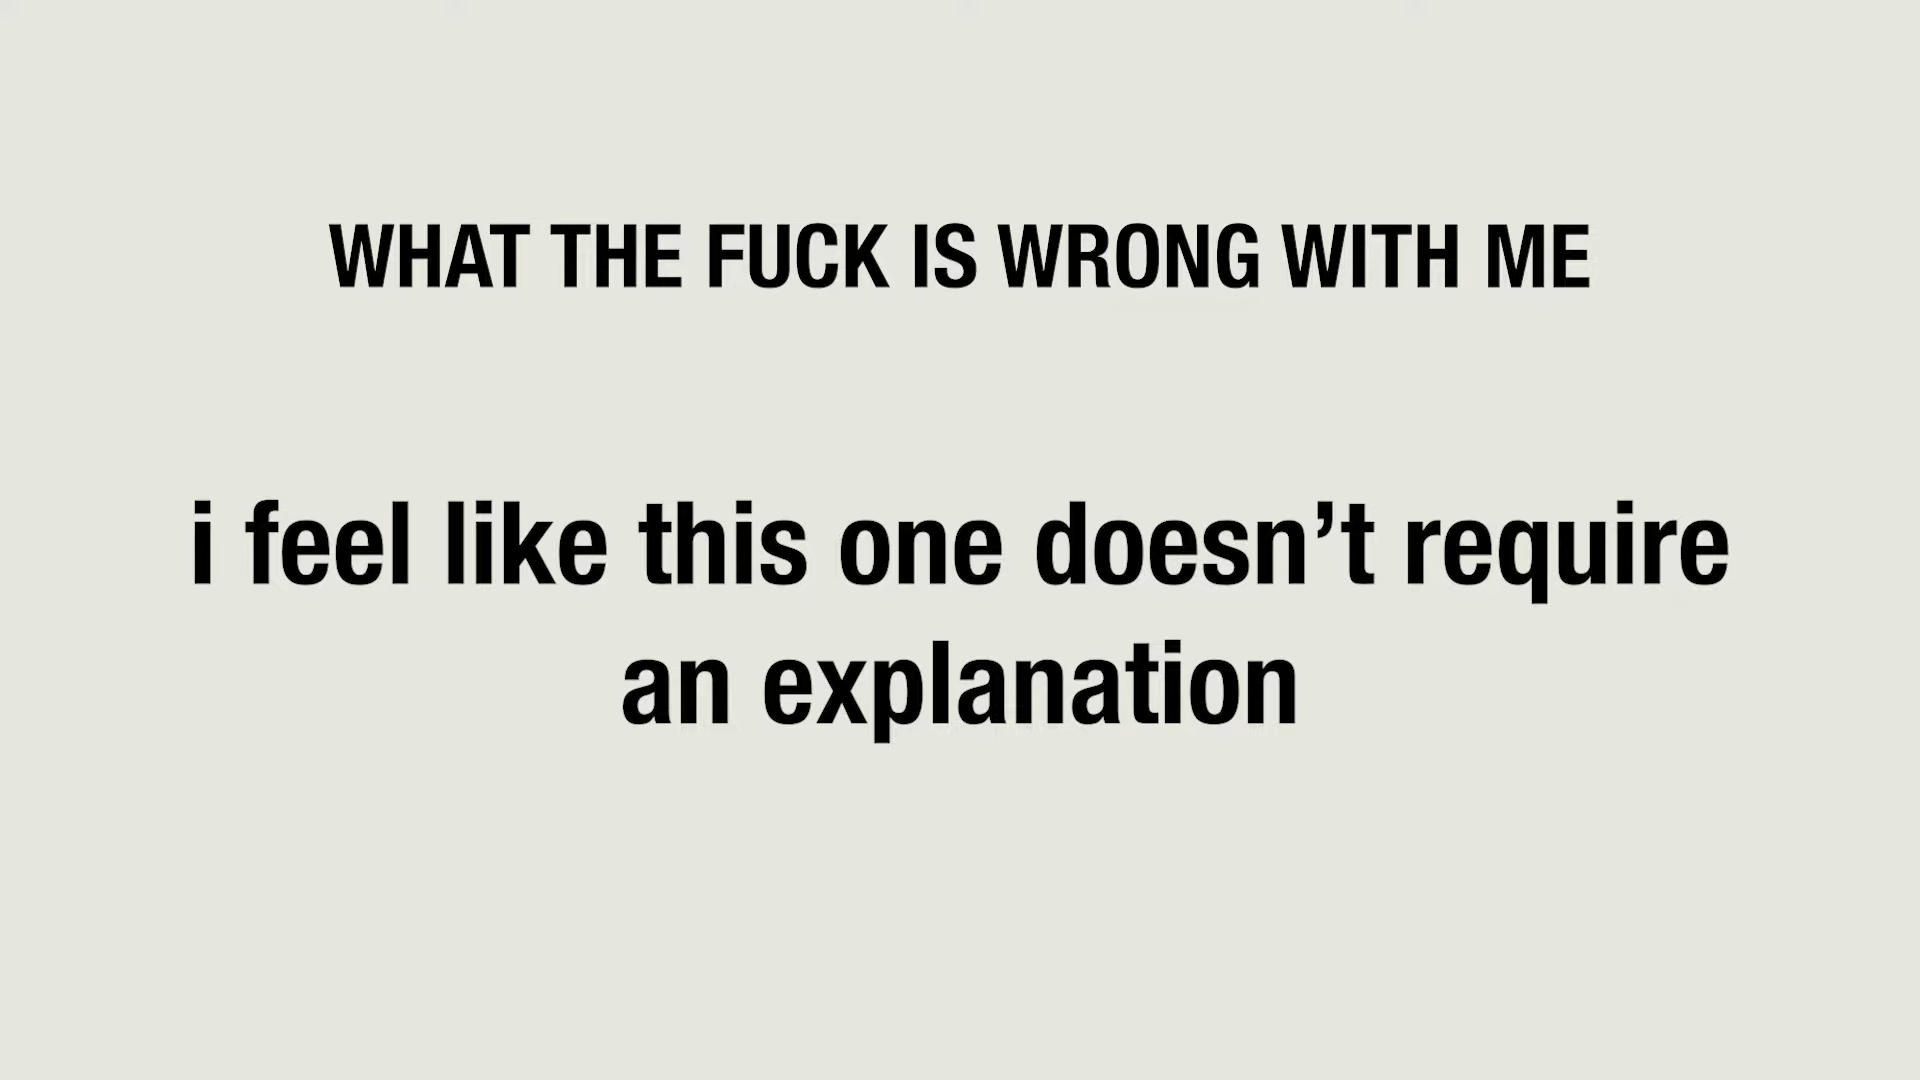 WHAT THE FUCK IS WRONG WITH ME
i feel like this one doesn’t require
an explanation